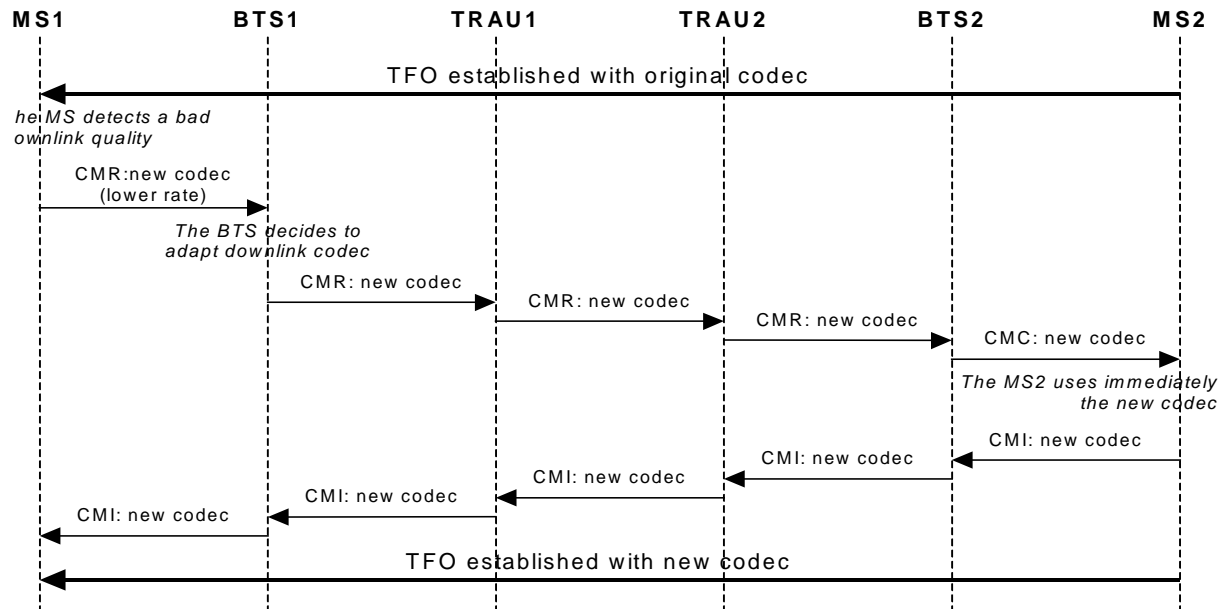 MS1 BTS1 TRAU1 TRAU2 BTS2 MS2
TFO established with original codec
he MS detects a bad
ownlink quality
CMR:new codec
(lower rate)
The BTS decides to
adapt downlink codec
CMR: new codec
CMR: new codec
CMR: new codec
CMC: new codec
The MS2 uses immediately
the new codec
CMI: new codec
CMI: new codec
CMI: new codec
CMI: new codec
CMI: new codec
TFO established with new codec